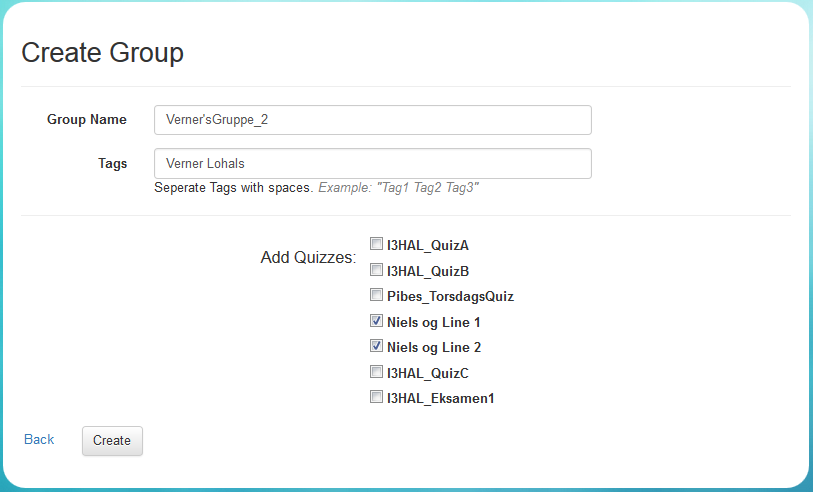 Create Group
Group Name Verner'sGruppe_2
Tags Verner Lohals
Seperate Tags with spaces. Example: "Tag1 Tag2 Tag3"
Add Quizzes:
I3HAL_QuizA
I3HAL_QuizB
Pibes_TorsdagsQuiz
Niels og Line 1
Niels og Line 2
I3HAL_QuizC
I3HAL_Eksamen1
Back Create